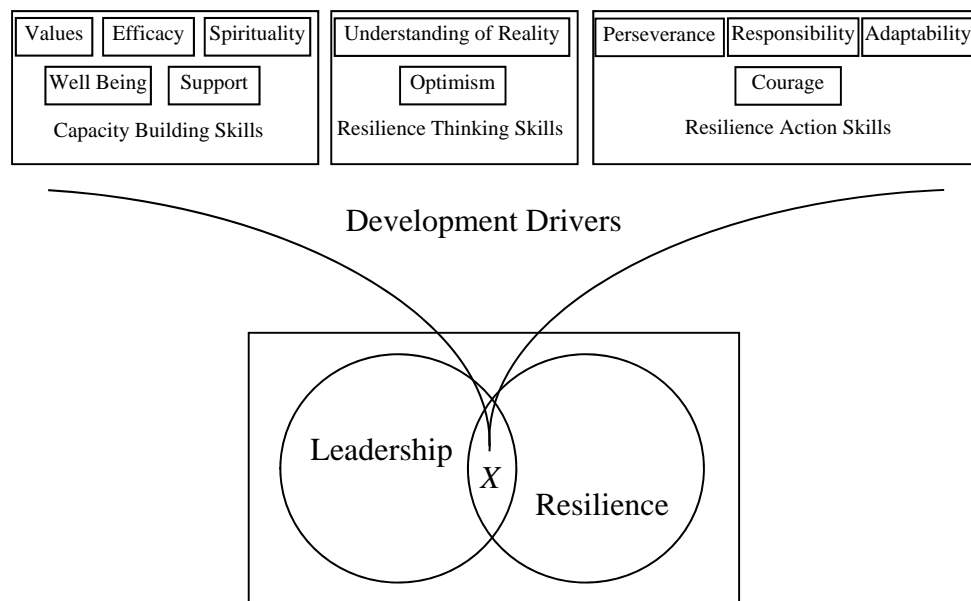 Values Efficacy Spirituality
Well Being Support
Capacity Building Skills
Understanding of Reality
Optimism
Resilience Thinking Skills
Perseverance Responsibility Adaptability
Courage
Resilience Action Skills
Development Drivers
Leadership
X
Resilience